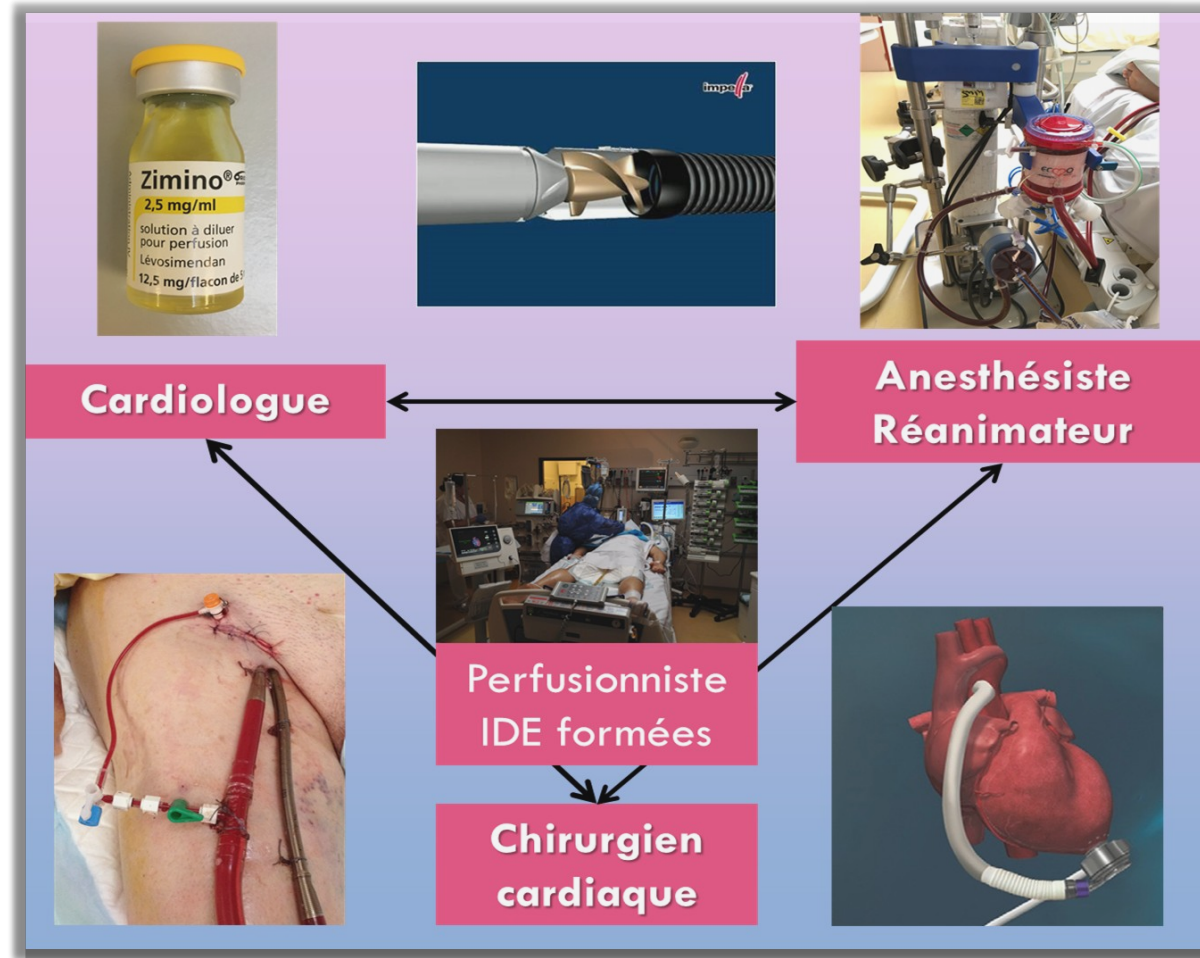 Zimino®
2,5 mg/ml
solution à diluer
pour perfusion
Lévosimendan
12,5 mg/flacon de
impella
Cardiologue
Anesthésiste
Réanimateur
Perfusionniste
IDE formées
Chirurgien
cardiaque